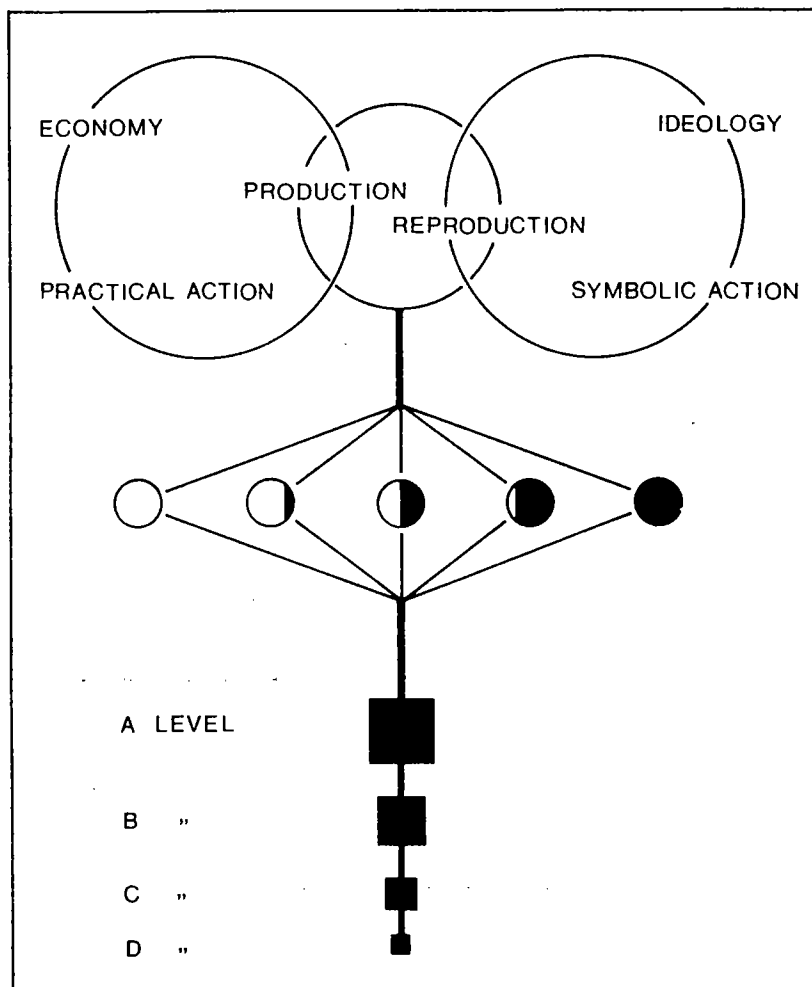 ECONOMY
IDEOLOGY
PRODUCTION
REPRODUCTION
PRACTICAL ACTION
SYMBOLIC ACTION
A LEVEL
B „
C „
D „